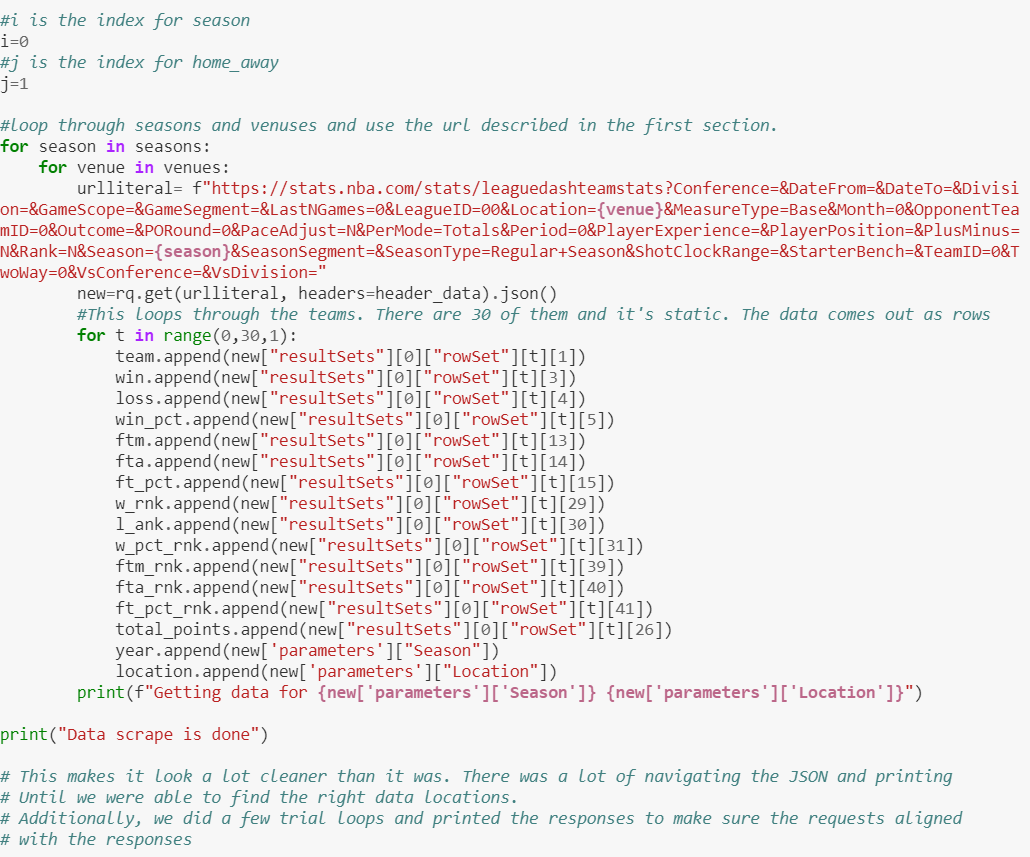 #i is the index for season
i=0
#j is the index for home_away
j=1
#loop through seasons and venuses and use the url described in the first section.
for season in seasons:
    for venue in venues:
        urlliteral= f"https://stats.nba.com/stats/leaguedashteamstats?Conference=&DateFrom=&DateTo=&Divisi
on=&GameScope=&GameSegment=&LastNGames=0&LeagueID=00&Location={venue}&MeasureType=Base&Month=0&OpponentTea
mID=0&Outcome=&PORound=0&PaceAdjust=N&PerMode=Totals&Period=0&PlayerExperience=&PlayerPosition=&PlusMinus=
N&Rank=N&Season={season}&SeasonSegment=&SeasonType=Regular+Season&ShotClockRange=&StarterBench=&TeamID=0&T
woWay=0&VsConference=&VsDivision="
        new=rq.get(urlliteral, headers=header_data).json()
        #This loops through the teams. There are 30 of them and it's static. The data comes out as rows
        for t in range(0,30,1):
            team.append(new["resultSets"][0]["rowSet"][t][1])
            win.append(new["resultSets"][0]["rowSet"][t][3])
            loss.append(new["resultSets"][0]["rowSet"][t][4])
            win_pct.append(new["resultSets"][0]["rowSet"][t][5])
            ftm.append(new["resultSets"][0]["rowSet"][t][13])
            fta.append(new["resultSets"][0]["rowSet"][t][14])
            ft_pct.append(new["resultSets"][0]["rowSet"][t][15])
            w_rnk.append(new["resultSets"][0]["rowSet"][t][29])
            l_ank.append(new["resultSets"][0]["rowSet"][t][30])
            w_pct_rnk.append(new["resultSets"][0]["rowSet"][t][31])
            ftm_rnk.append(new["resultSets"][0]["rowSet"][t][39])
            fta_rnk.append(new["resultSets"][0]["rowSet"][t][40])
            ft_pct_rnk.append(new["resultSets"][0]["rowSet"][t][41])
            total_points.append(new["resultSets"][0]["rowSet"][t][26])
            year.append(new['parameters']["Season"])
            location.append(new['parameters']["Location"])
        print(f"Getting data for {new['parameters']['Season']} {new['parameters']['Location']}")
print("Data scrape is done")
# This makes it look a lot cleaner than it was. There was a lot of navigating the JSON and printing
# Until we were able to find the right data locations.
# Additionally, we did a few trial loops and printed the responses to make sure the requests aligned
# with the responses